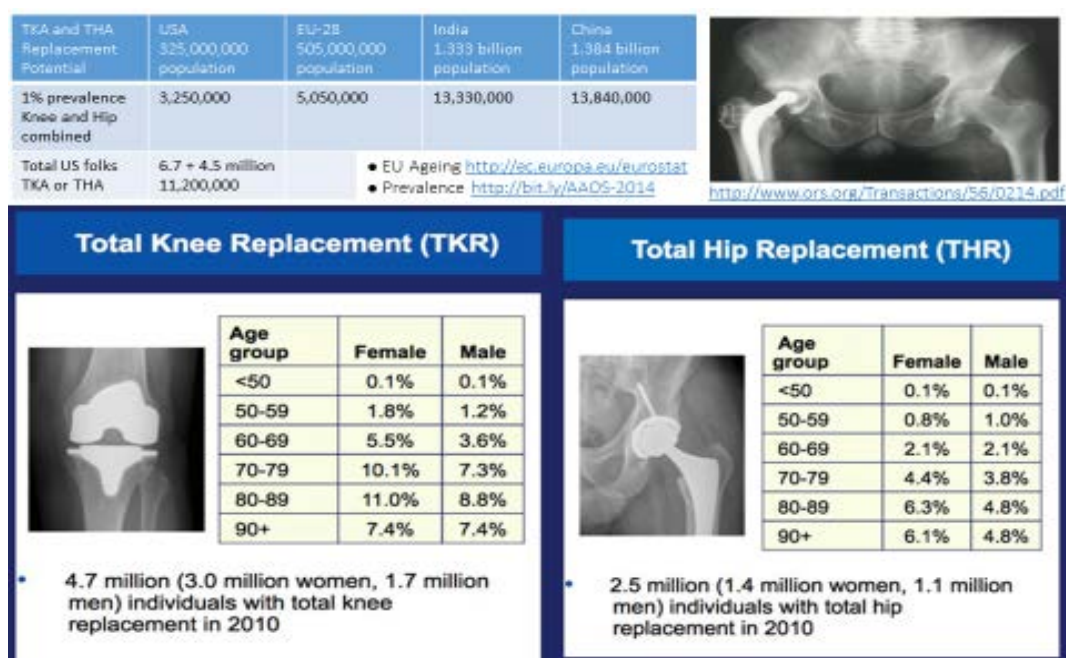 TKA and THA Replacement Potential USA 325,000,000 population EU-28 505,000,000 population India 1.333 billion population China 1.384 billion population
1% prevalence Knee and Hip combined 3,250,000 5,050,000 13,330,000 13,840,000
Total US folks TKA or THA 6.7 + 4.5 million 11,200,000
● EU Ageing http://ec.europa.eu/eurostat
● Prevalence http://bit.ly/AAOS-2014
http://www.ors.org/Transactions/56/0214.pdf
Total Knee Replacement (TKR)
Age group Female Male
<50 0.1% 0.1%
50-59 1.8% 1.2%
60-69 5.5% 3.6%
70-79 10.1% 7.3%
80-89 11.0% 8.8%
90+ 7.4% 7.4%
• 4.7 million (3.0 million women, 1.7 million
men) individuals with total knee
replacement in 2010
Total Hip Replacement (THR)
Age group Female Male
<50 0.1% 0.1%
50-59 0.8% 1.0%
60-69 2.1% 2.1%
70-79 4.4% 3.8%
80-89 6.3% 4.8%
90+ 6.1% 4.8%
• 2.5 million (1.4 million women, 1.1 million
men) individuals with total hip
replacement in 2010